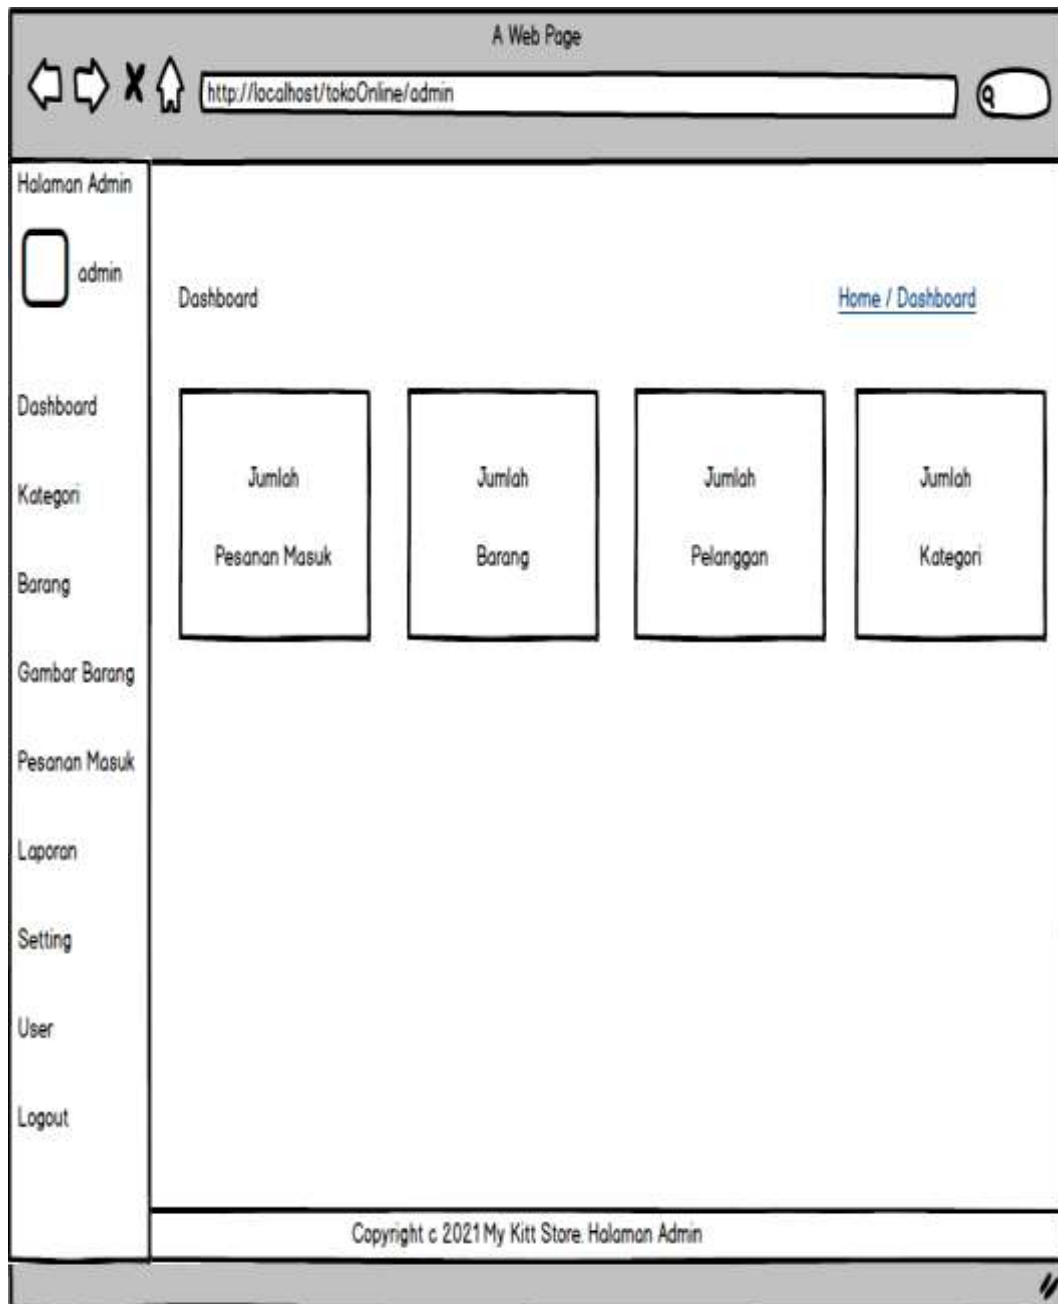 A Web Page
http://localhost/tokoOnline/admin
Halaman Admin
admin
Dashboard
Kategori
Barang
Gambar Barang
Pesanan Masuk
Laporan
Setting
User
Logout
Dashboard
Home / Dashboard
Jumlah
Pesanan Masuk
Jumlah
Barang
Jumlah
Pelanggan
Jumlah
Kategori
Copyright c 2021 My Kitt Store. Halaman Admin